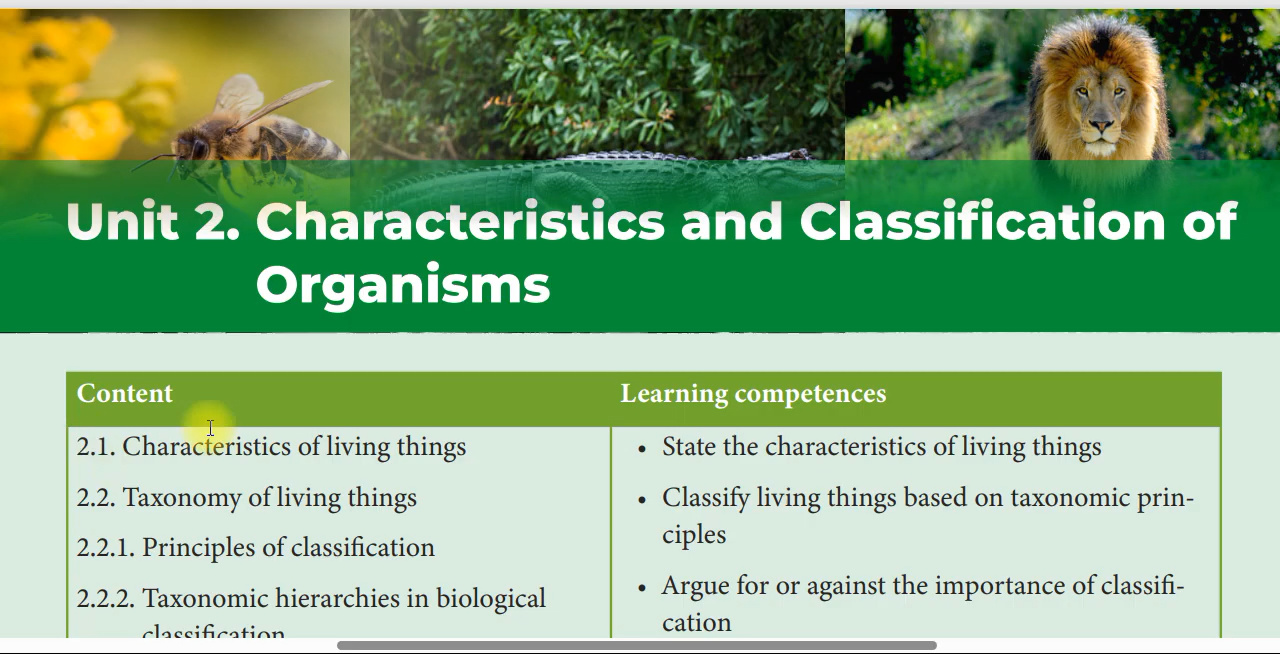 Unit 2. Characteristics and Classification of
Organisms
Content
Learning competences
2.1. Characteristics of living things
2.2. Taxonomy of living things
2.2.1. Principles of classification
2.2.2. Taxonomic hierarchies in biological
classification
• State the characteristics of living things
• Classify living things based on taxonomic prin-
ciples
• Argue for or against the importance of classifi-
cation